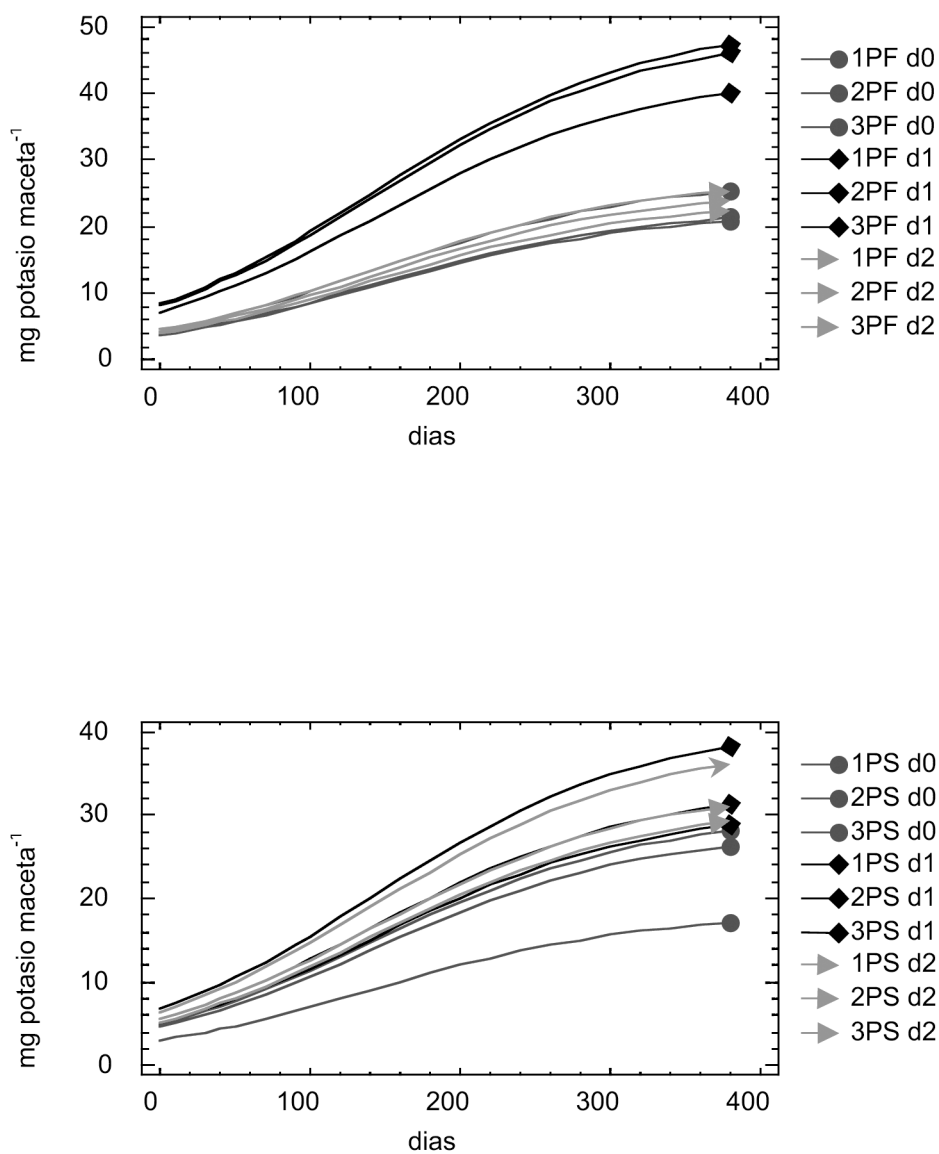 50
40
30
20
10
0
mg potasio maceta⁻¹
0 100 200 300 400
dias
1PF d0
2PF d0
3PF d0
1PF d1
2PF d1
3PF d1
1PF d2
2PF d2
3PF d2
40
30
20
10
0
mg potasio maceta⁻¹
0 100 200 300 400
dias
1PS d0
2PS d0
3PS d0
1PS d1
2PS d1
3PS d1
1PS d2
2PS d2
3PS d2